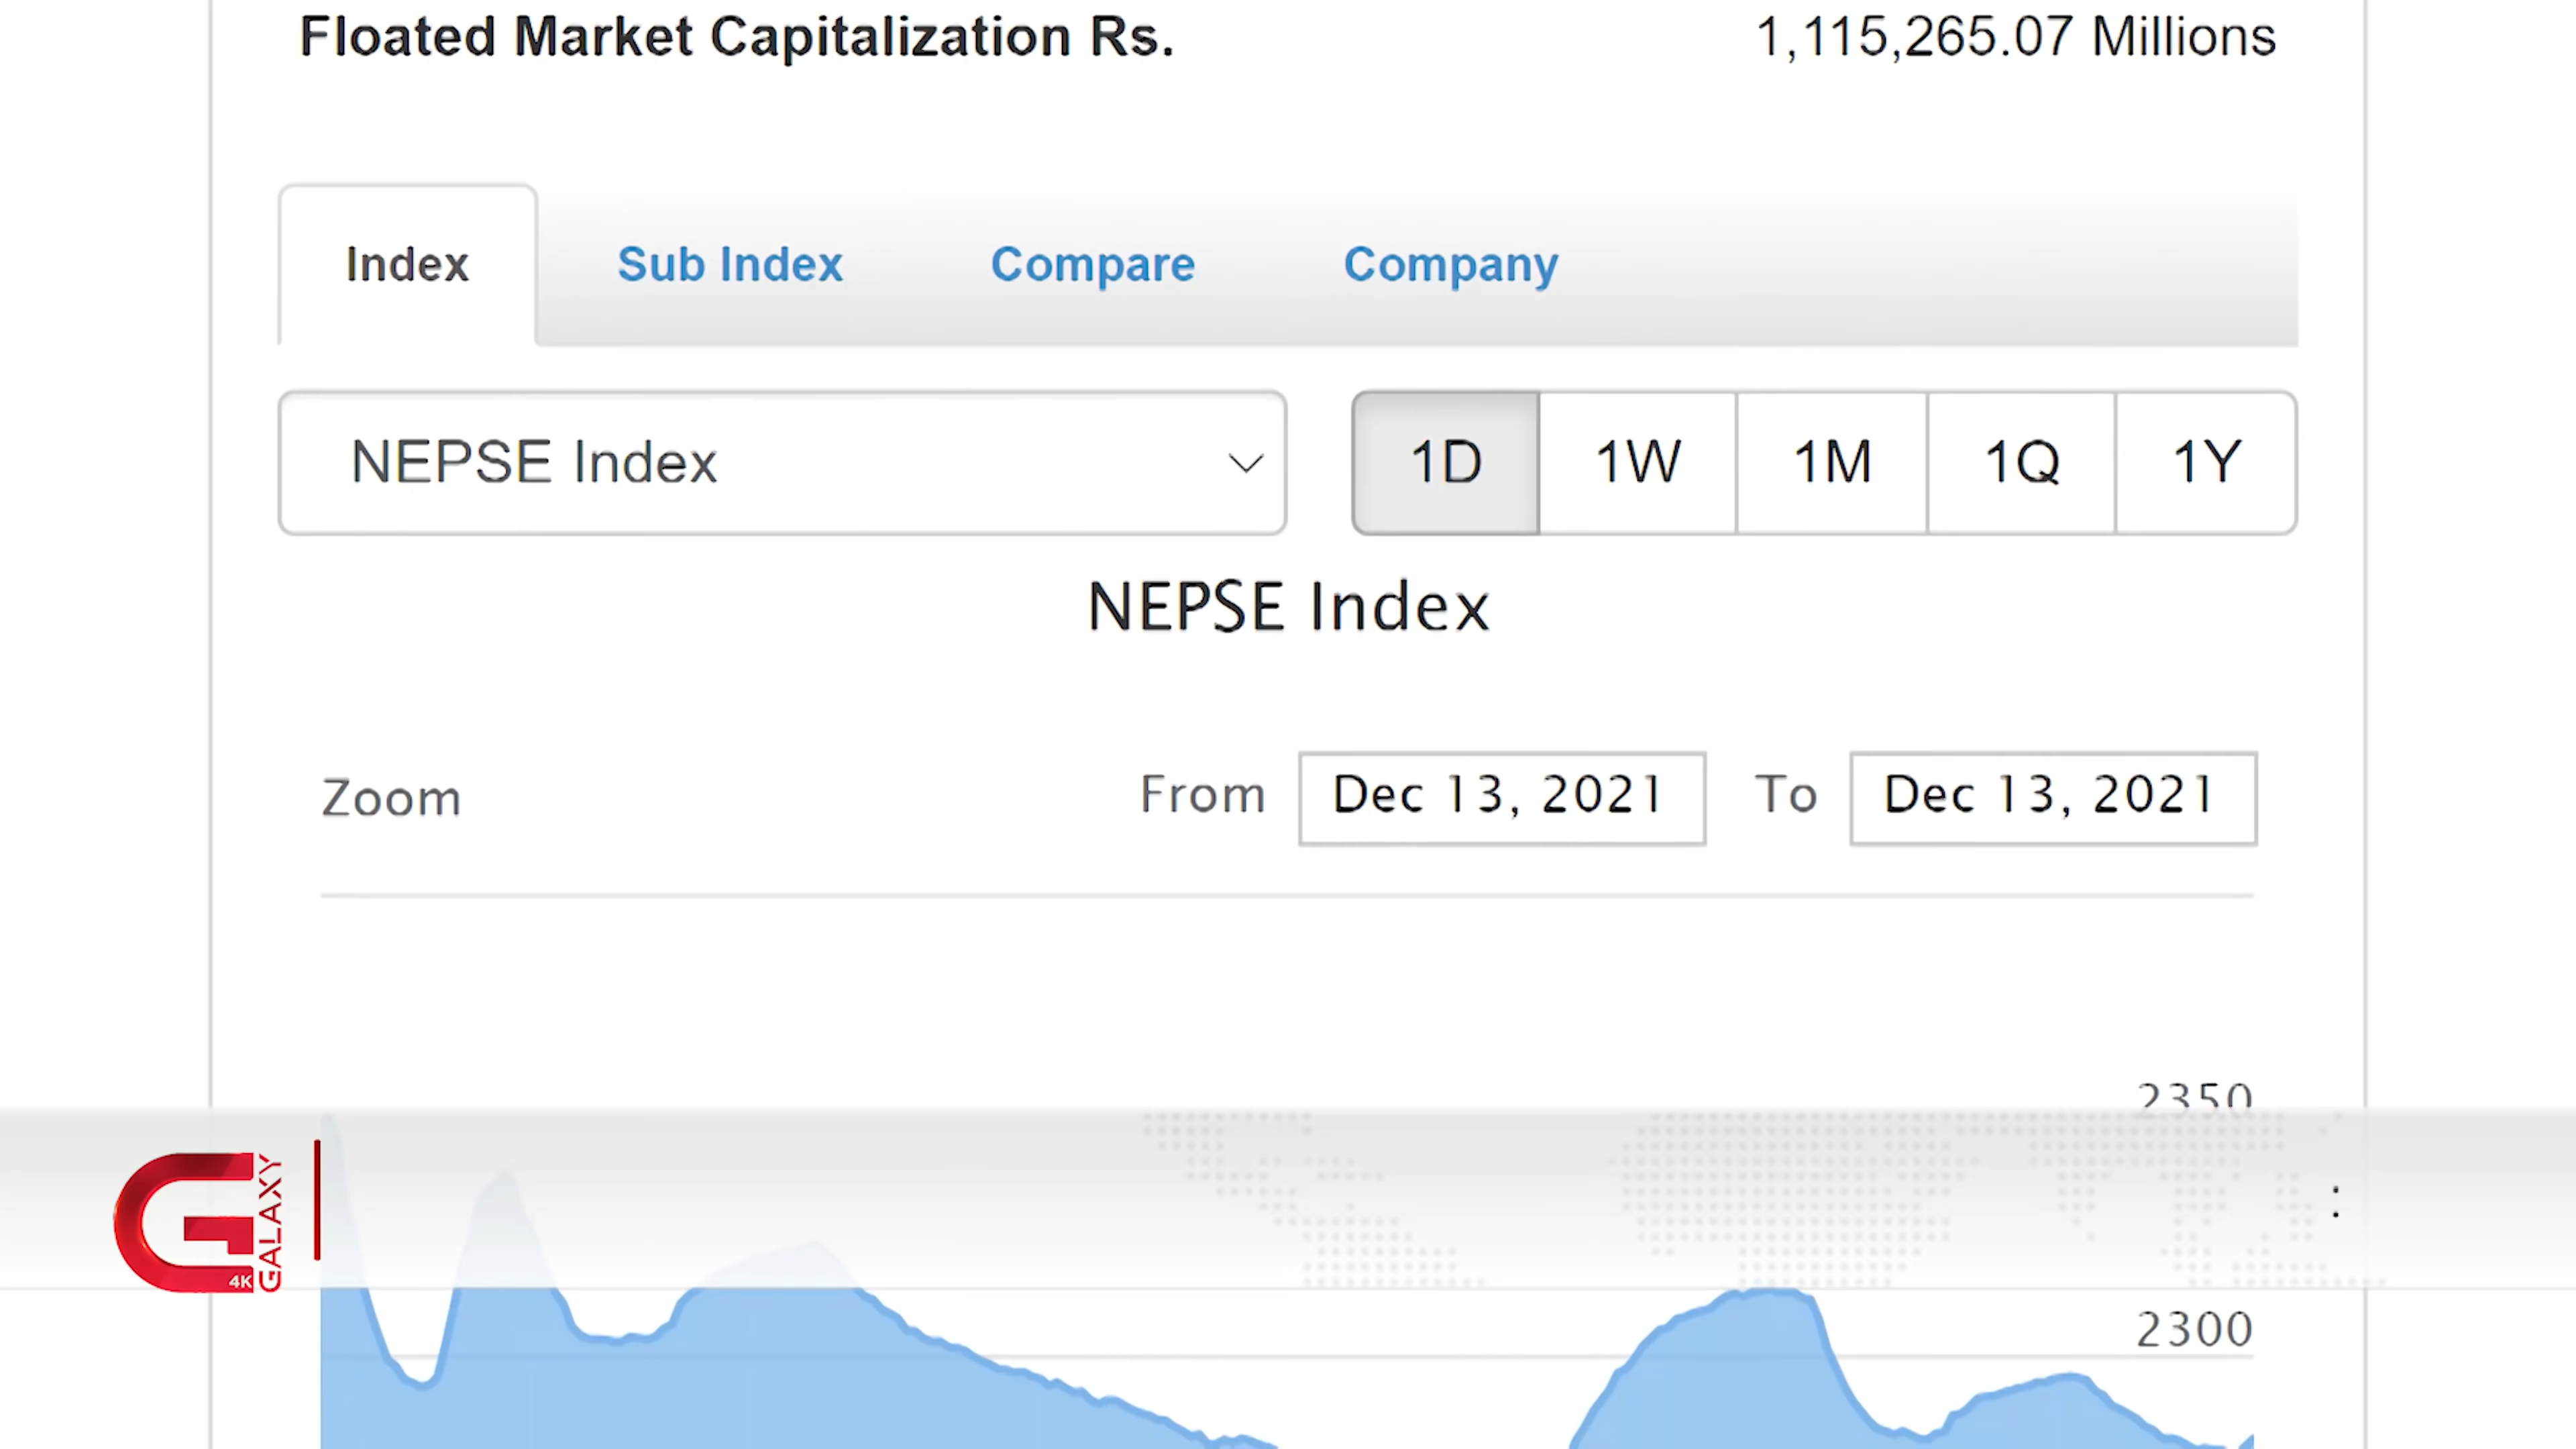 Floated Market Capitalization Rs. 1,115,265.07 Millions
Index Sub Index Compare Company
NEPSE Index 1D 1W 1M 1Q 1Y
NEPSE Index
Zoom From Dec 13, 2021 To Dec 13, 2021
2350
GALAXY
4K
:
2300